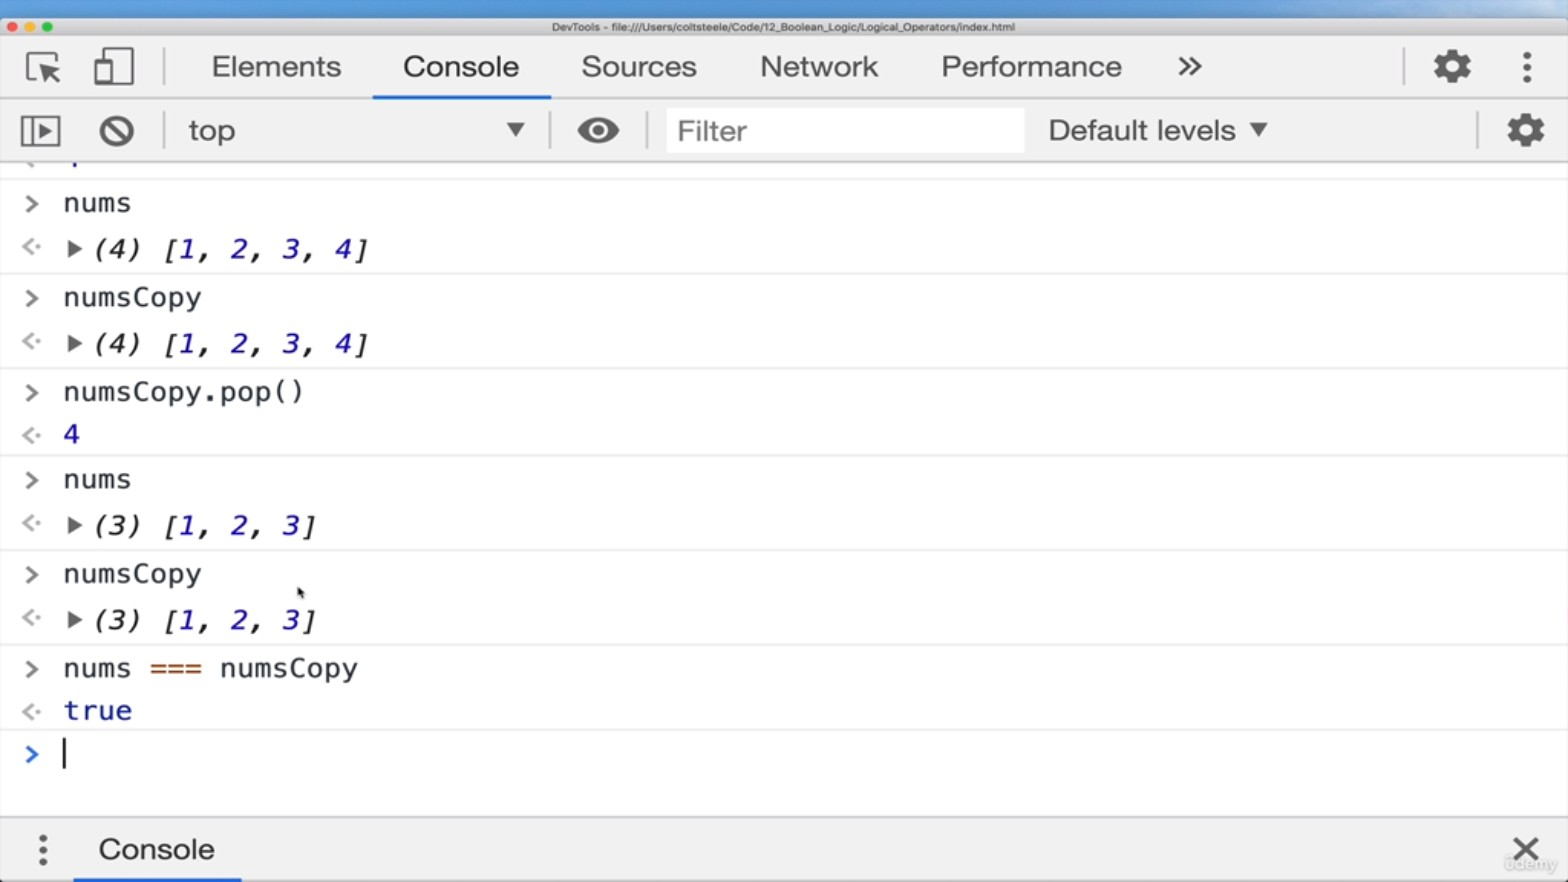 DevTools - file:///Users/coltsteele/Code/12_Boolean_Logic/Logical_Operators/index.html
Elements Console Sources Network Performance »
top ▼ Filter Default levels ▼
> nums
<· ▶ (4) [1, 2, 3, 4]
> numsCopy
<· ▶ (4) [1, 2, 3, 4]
> numsCopy.pop()
<· 4
> nums
<· ▶ (3) [1, 2, 3]
> numsCopy
<· ▶ (3) [1, 2, 3]
> nums === numsCopy
<· true
>
Console
ûdemy